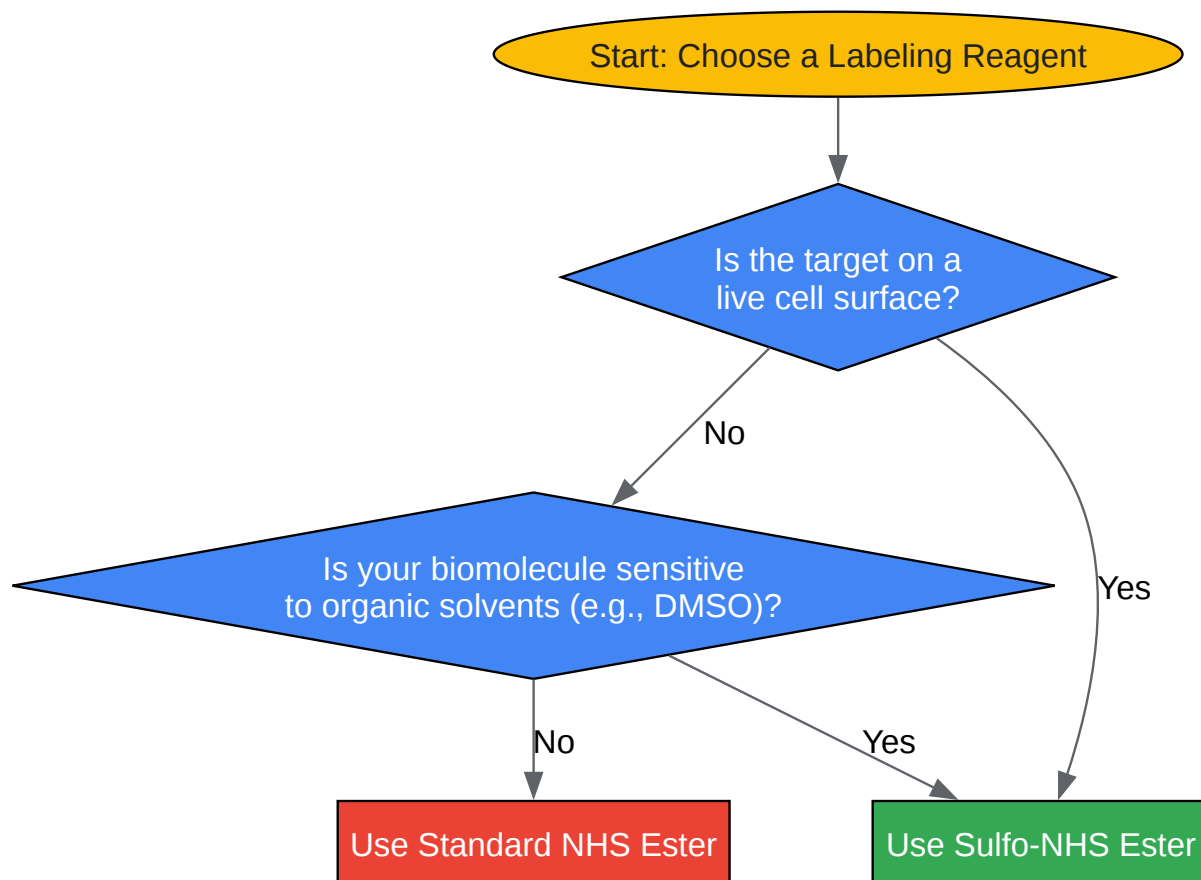 Start: Choose a Labeling Reagent
Is the target on a
live cell surface?
No
Yes
Is your biomolecule sensitive
to organic solvents (e.g., DMSO)?
No
Yes
Use Standard NHS Ester
Use Sulfo-NHS Ester